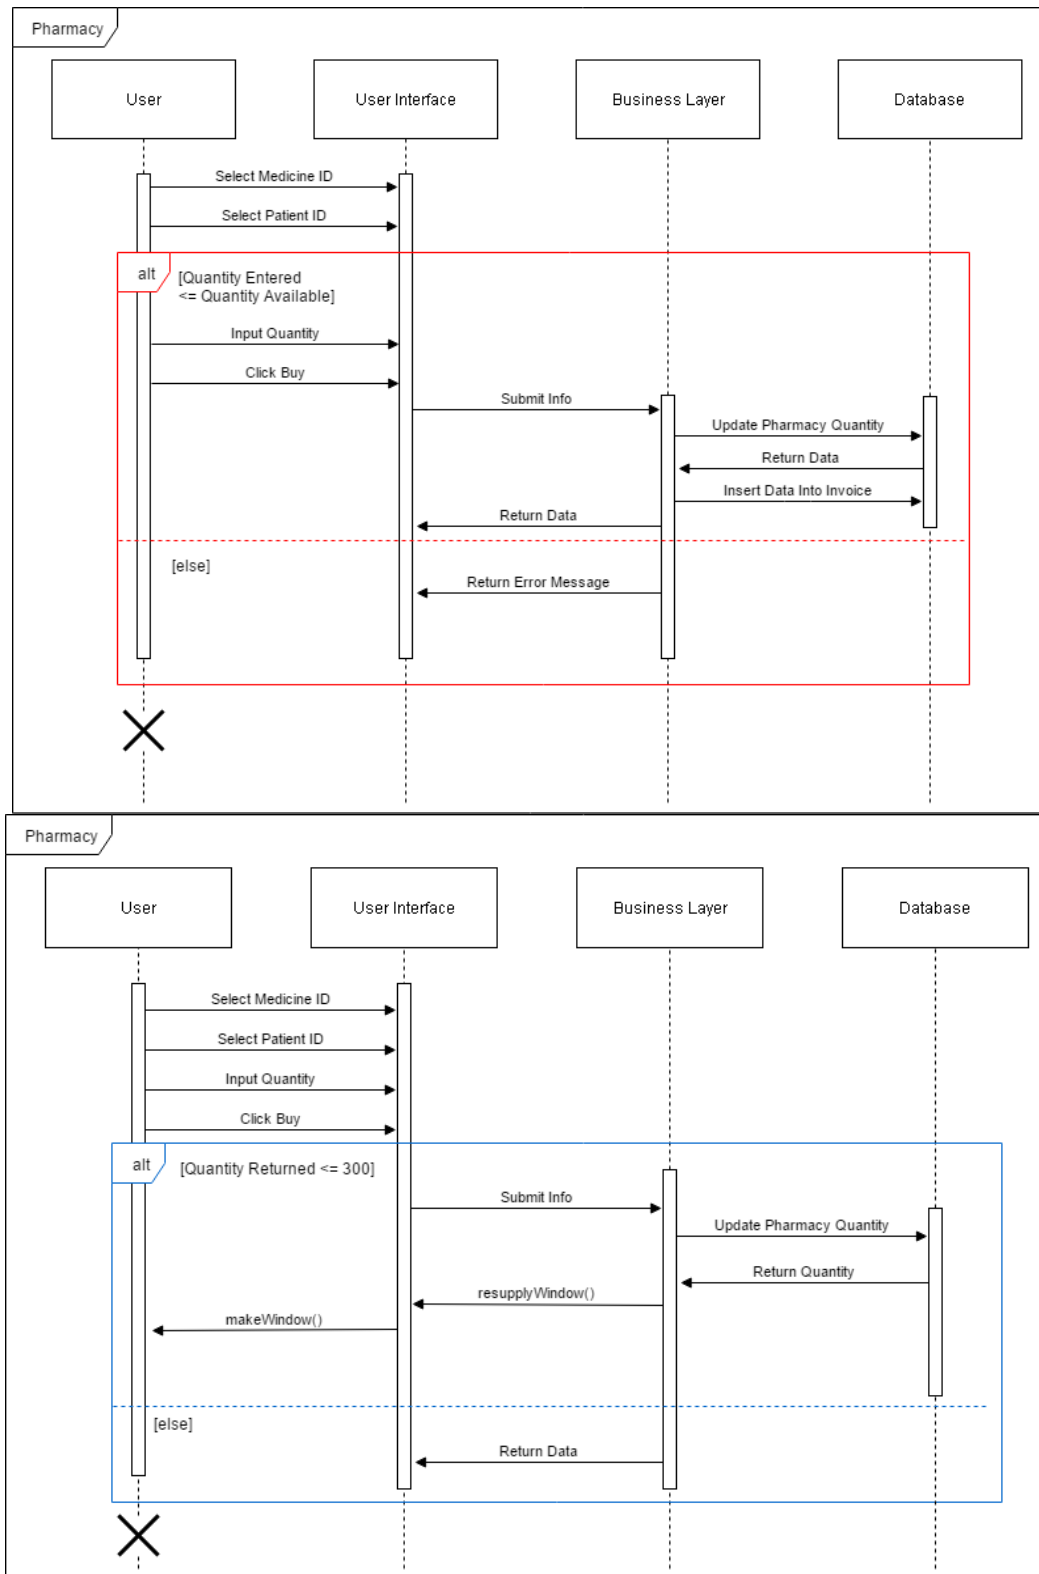 Pharmacy
User
User Interface
Business Layer
Database
Select Medicine ID
Select Patient ID
alt
[Quantity Entered
<= Quantity Available]
Input Quantity
Click Buy
Submit Info
Update Pharmacy Quantity
Return Data
Insert Data Into Invoice
Return Data
[else]
Return Error Message
Pharmacy
User
User Interface
Business Layer
Database
Select Medicine ID
Select Patient ID
Input Quantity
Click Buy
alt
[Quantity Returned <= 300]
Submit Info
Update Pharmacy Quantity
Return Quantity
resupplyWindow()
makeWindow()
[else]
Return Data